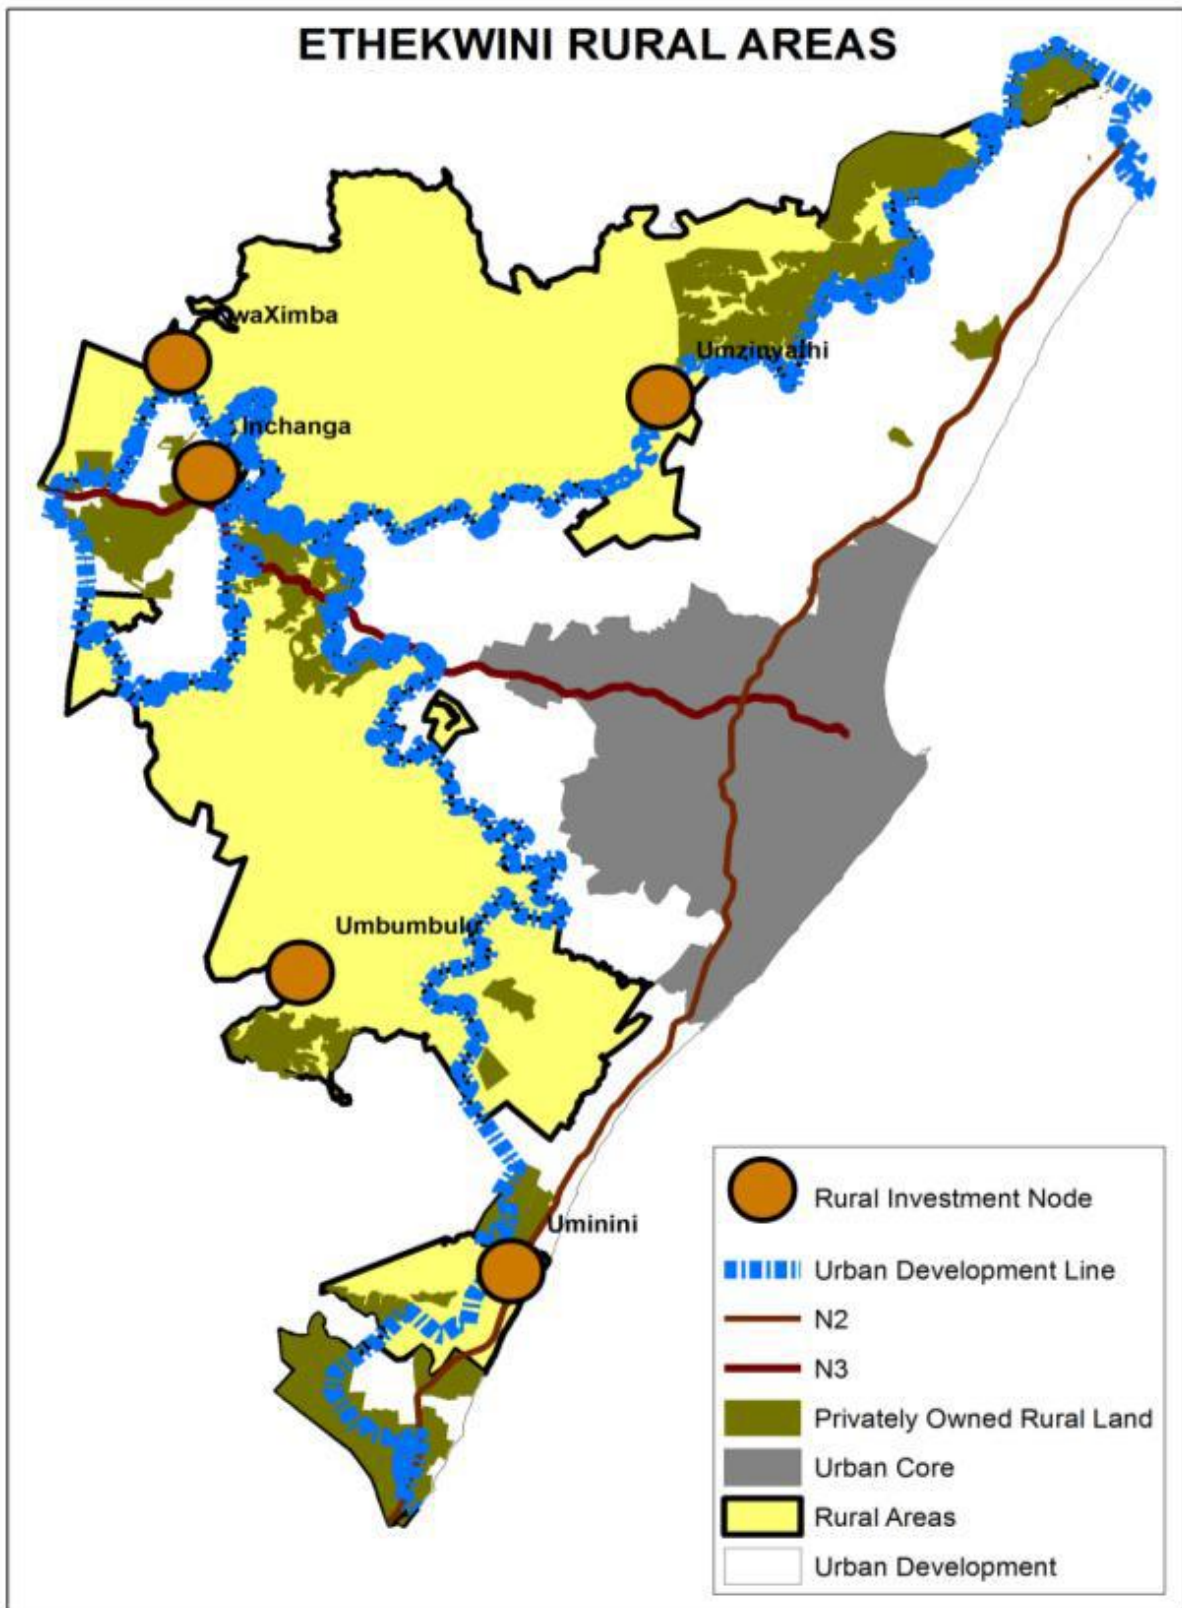 ETHEKWINI RURAL AREAS
waXimba
Inchanga
Umzinyathi
Umbumbulu
Uminini
Rural Investment Node
Urban Development Line
N2
N3
Privately Owned Rural Land
Urban Core
Rural Areas
Urban Development